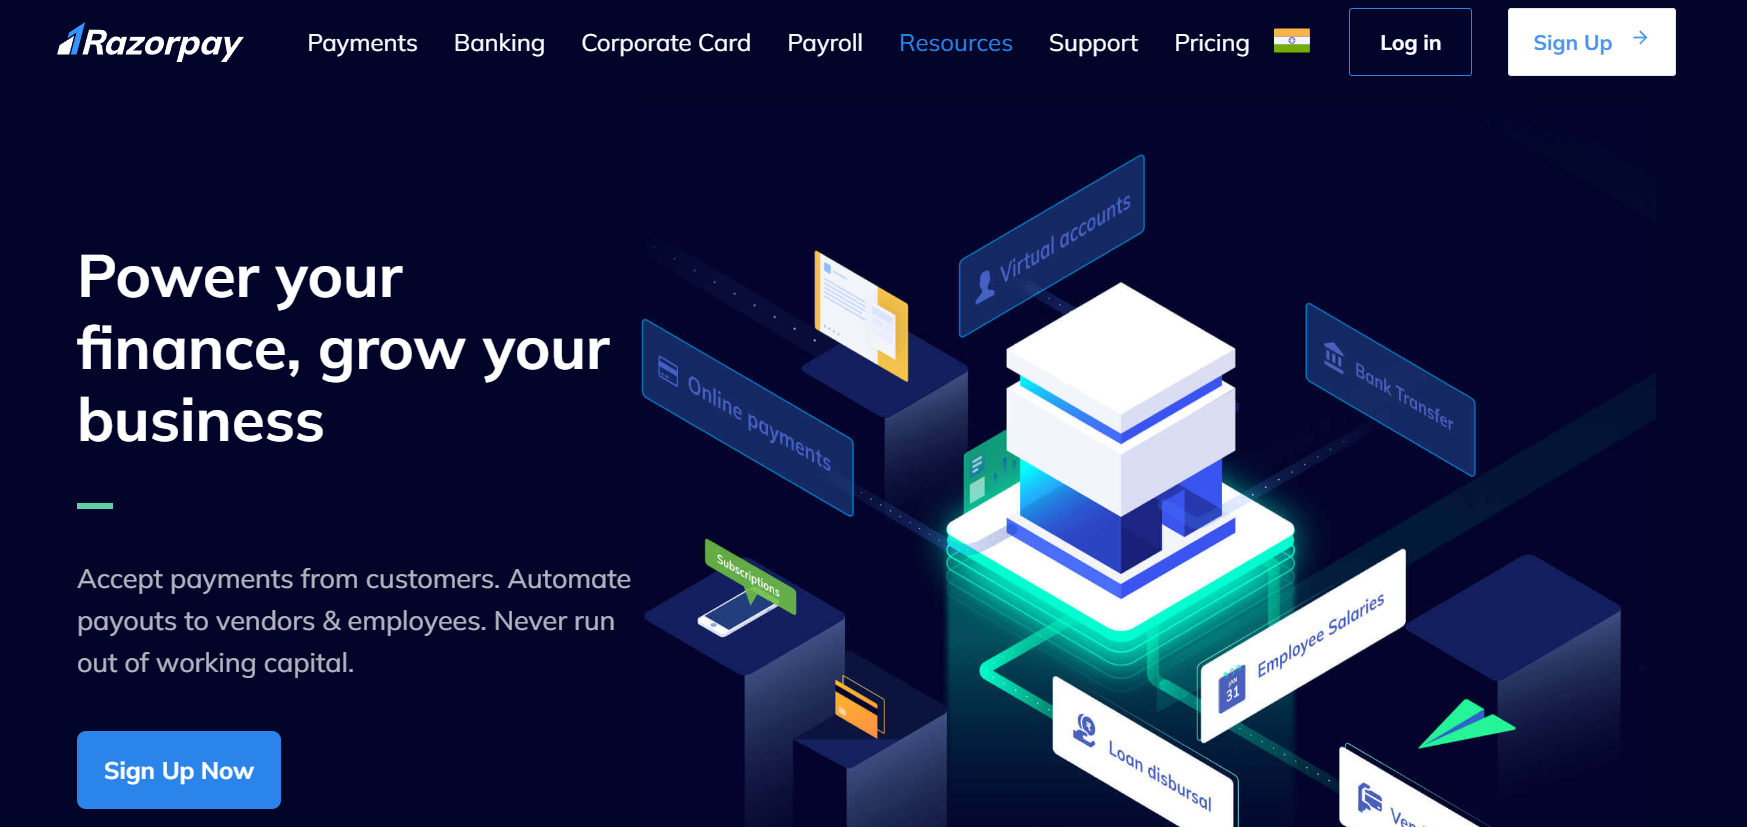 Razorpay
Payments Banking Corporate Card Payroll Resources Support Pricing Log in Sign Up
Power your
finance, grow your
business
Accept payments from customers. Automate
payouts to vendors & employees. Never run
out of working capital.
Sign Up Now
Virtual accounts
Online payments
Bank Transfer
Subscriptions
JAN
31
Employee Salaries
Loan disbursal